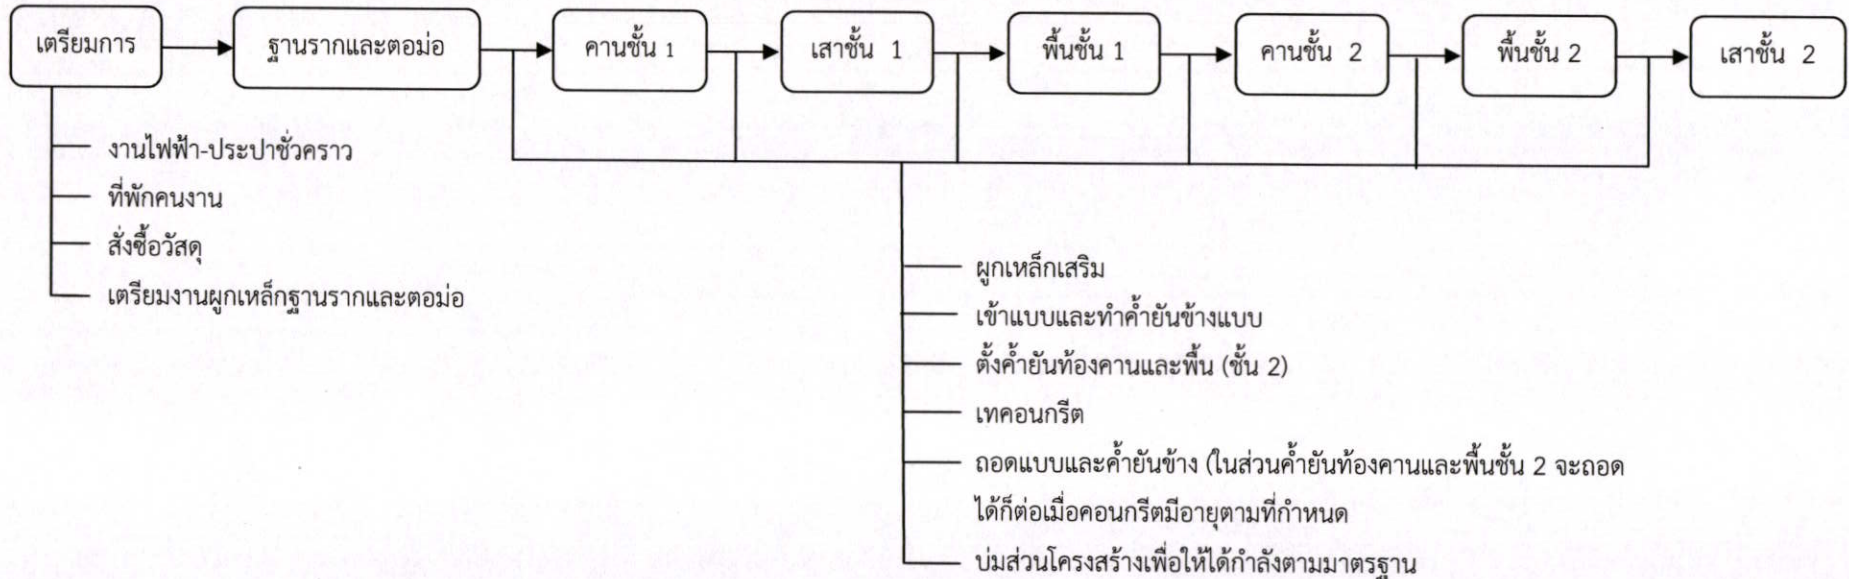 เตรียมการ
ฐานรากและตอม่อ
คานชั้น 1
เสาชั้น 1
พื้นชั้น 1
คานชั้น 2
พื้นชั้น 2
เสาชั้น 2
งานไฟฟ้า-ประปาชั่วคราว
ที่พักคนงาน
สั่งซื้อวัสดุ
เตรียมงานผูกเหล็กฐานรากและตอม่อ
ผูกเหล็กเสริม
เข้าแบบและทำค้ำยันข้างแบบ
ตั้งค้ำยันท้องคานและพื้น (ชั้น 2)
เทคอนกรีต
ถอดแบบและค้ำยันข้าง (ในส่วนค้ำยันท้องคานและพื้นชั้น 2 จะถอด
ได้ก็ต่อเมื่อคอนกรีตมีอายุตามที่กำหนด
บ่มส่วนโครงสร้างเพื่อให้ได้กำลังตามมาตรฐาน